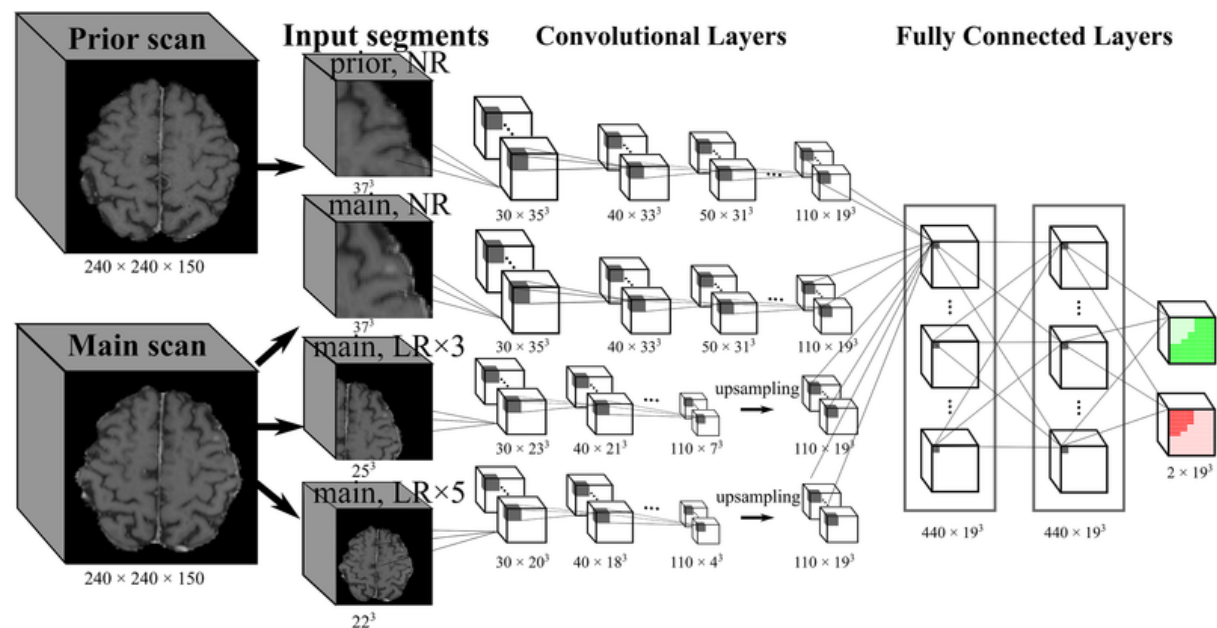 Prior scan
Input segments
Convolutional Layers
Fully Connected Layers
prior, NR
37³
30 × 35³
40 × 33³
50 × 31³
...
110 × 19³
240 × 240 × 150
main, NR
37³
30 × 35³
40 × 33³
50 × 31³
...
110 × 19³
Main scan
main, LR×3
25³
30 × 23³
40 × 21³
...
110 × 7³
upsampling
110 × 19³
main, LR×5
22³
30 × 20³
40 × 18³
...
110 × 4³
upsampling
110 × 19³
240 × 240 × 150
440 × 19³
440 × 19³
2 × 19³